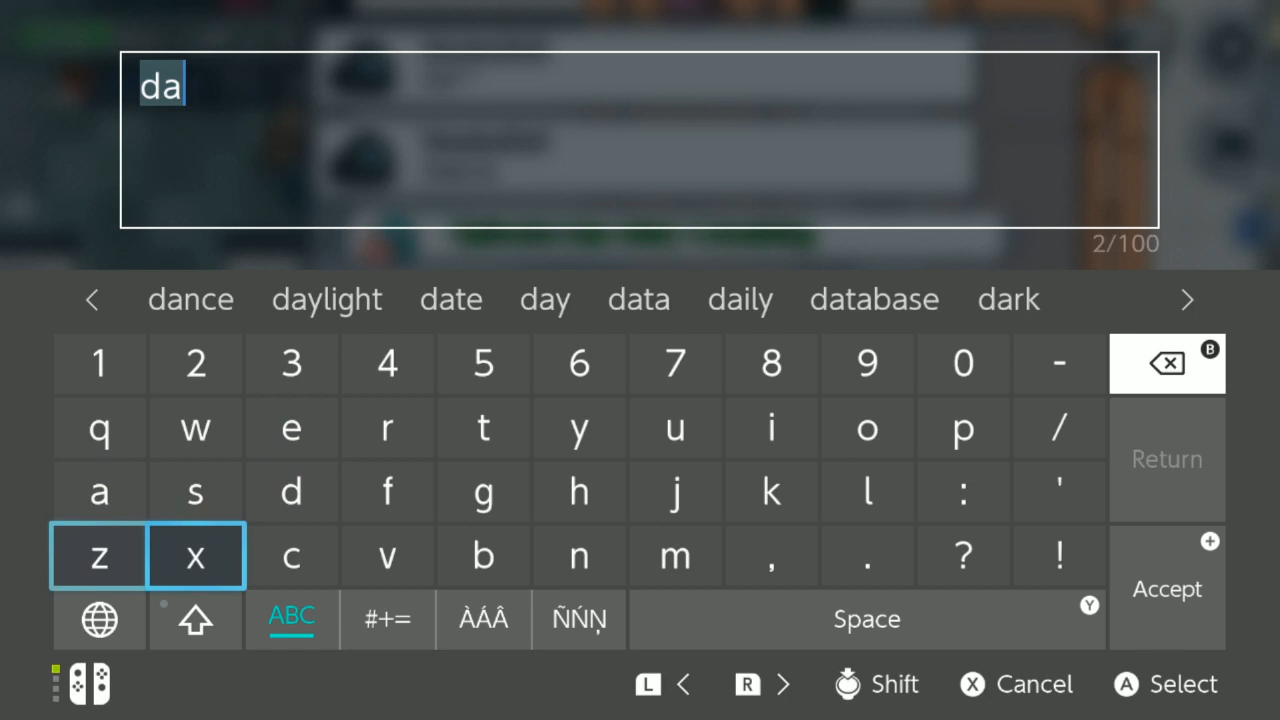 da
2/100
dance daylight date day data daily database dark
1 2 3 4 5 6 7 8 9 0 - B
q w e r t y u i o p /
Return
a s d f g h j k l : '
z x c v b n m , . ? ! +
Accept
ABC #+= ÀÁÂ ÑŃŅ Space Y
L R Shift X Cancel A Select